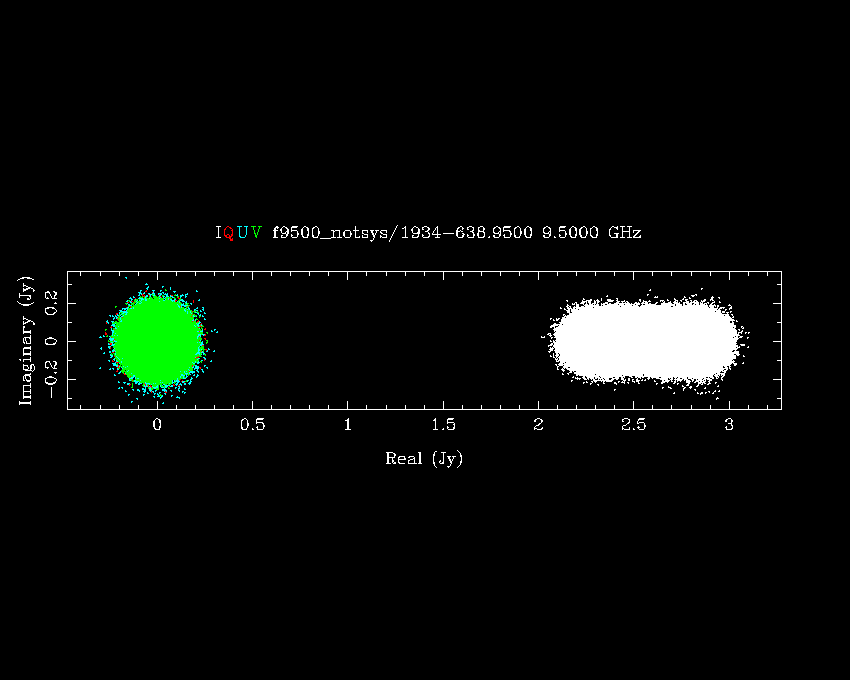 IQUV f9500_notsys/1934-638.9500 9.5000 GHz
Imaginary (Jy)
0.2
0
-0.2
0 0.5 1 1.5 2 2.5 3
Real (Jy)